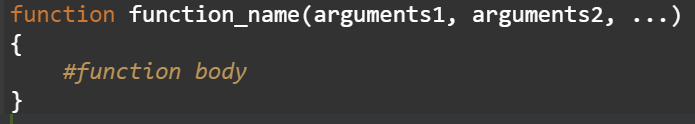 function function_name(arguments1, arguments2, ...)
{
    #function body
}